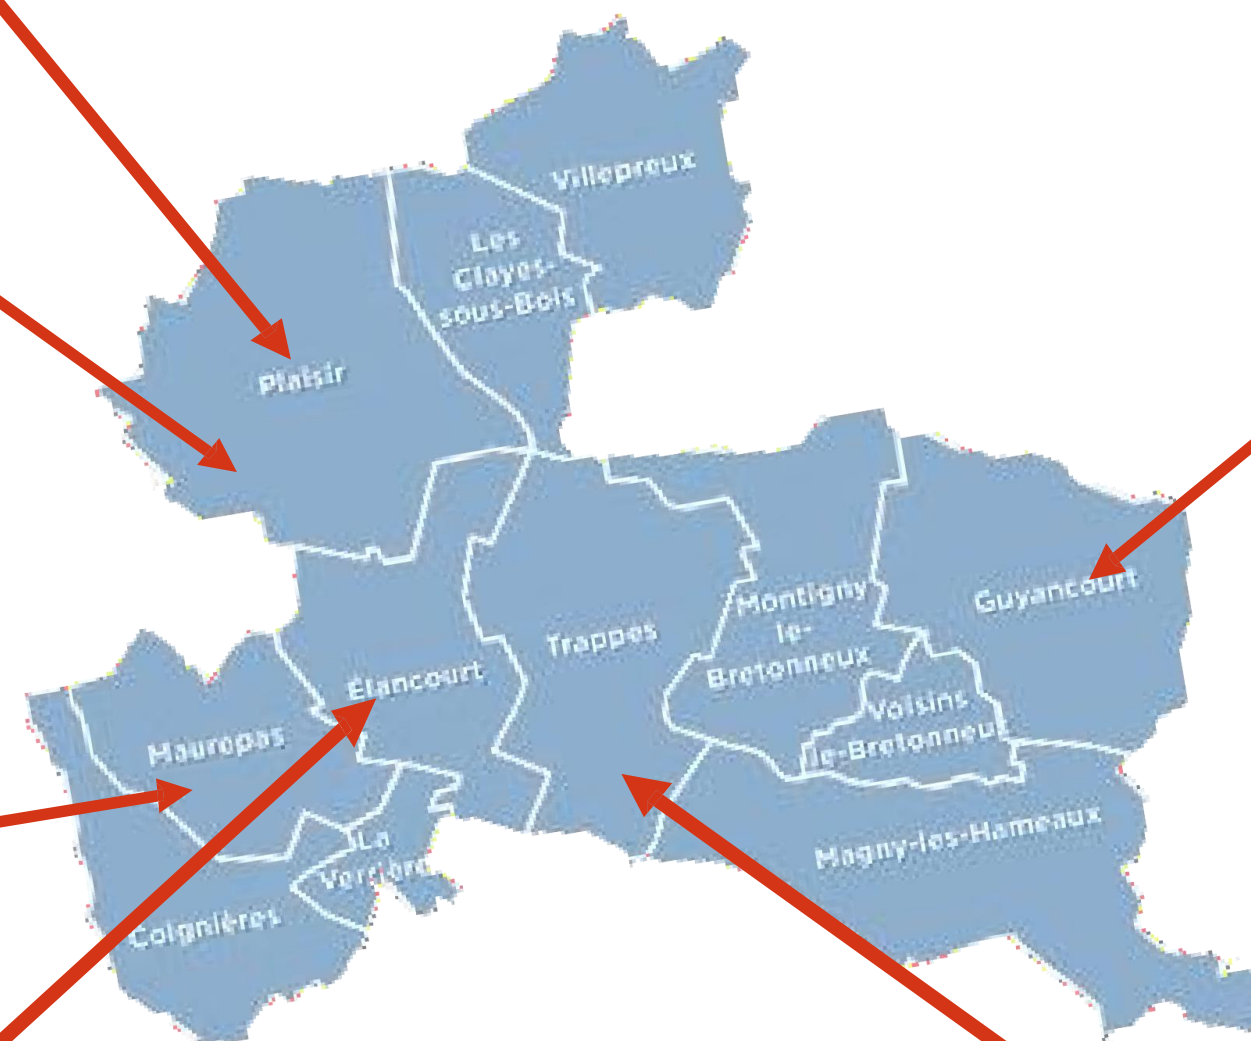 Villepreux
Les
Clayes-
sous-Bois
Plaisir
Guyancourt
Montigny
le-
Bretonneux
Trappes
Élancourt
Voisins
le-Bretonneux
Maurepas
Magny-les-Hameaux
La
Verrière
Coignières